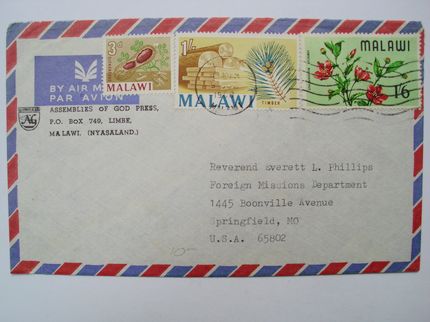 3d
MALAWI
1/-
MALAWI
TIMBER
MALAWI
1/6
BY AIR
PAR AVION
AG
ASSEMBLIES OF GOD PRESS,
P.O. BOX 749, LIMBE,
MALAWI. (NYASALAND.)
Reverend Everett L. Phillips
Foreign Missions Department
1445 Boonville Avenue
Springfield, MO
U.S.A. 65802